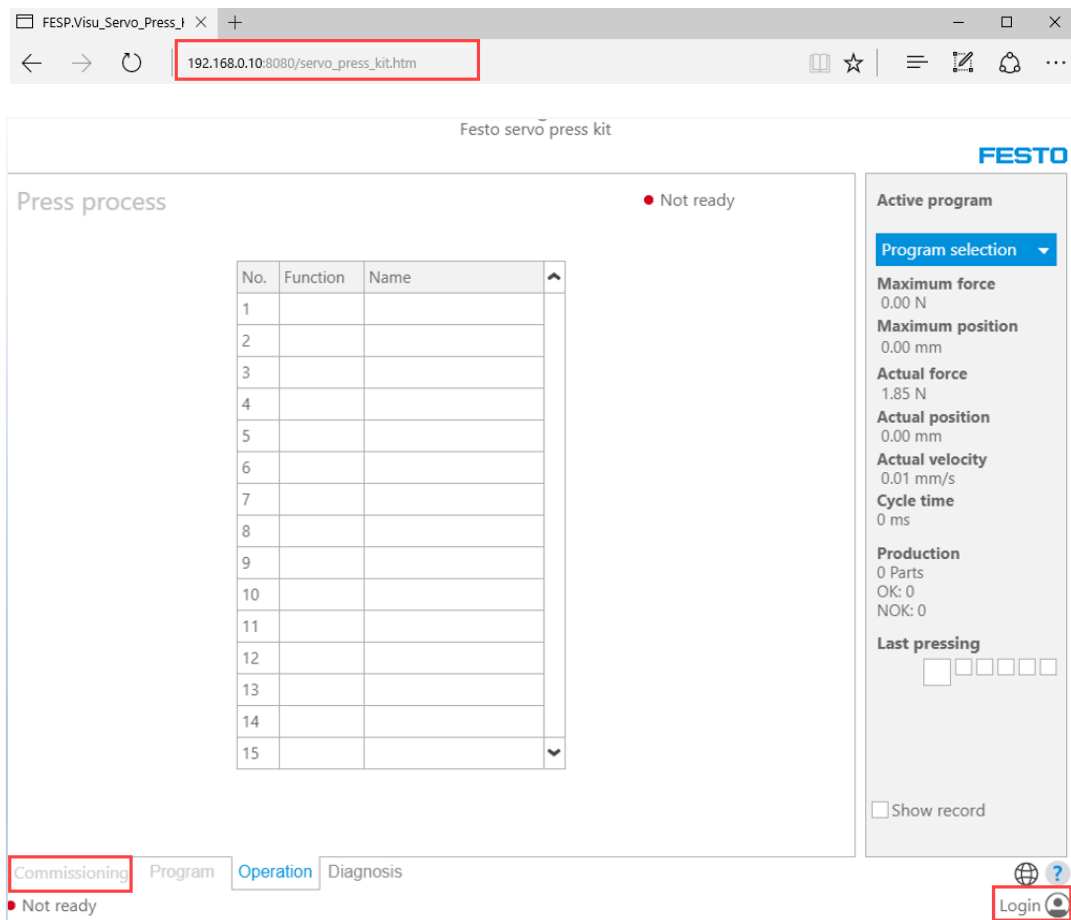 FESP.Visu_Servo_Press_
192.168.0.10:8080/servo_press_kit.htm
Festo servo press kit
FESTO
Press process
Not ready
Active program
Program selection
No. Function Name
1
2
3
4
5
6
7
8
9
10
11
12
13
14
15
Maximum force
0.00 N
Maximum position
0.00 mm
Actual force
1.85 N
Actual position
0.00 mm
Actual velocity
0.01 mm/s
Cycle time
0 ms
Production
0 Parts
OK: 0
NOK: 0
Last pressing
Show record
Commissioning Program Operation Diagnosis
?
Not ready
Login